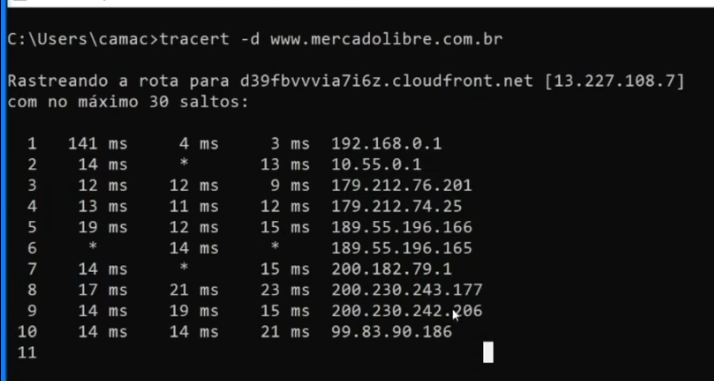 C:\Users\camac>tracert -d www.mercadolibre.com.br
Rastreando a rota para d39fbvvvia7i6z.cloudfront.net [13.227.108.7]
com no máximo 30 saltos:
1 141 ms 4 ms 3 ms 192.168.0.1
2 14 ms * 13 ms 10.55.0.1
3 12 ms 12 ms 9 ms 179.212.76.201
4 13 ms 11 ms 12 ms 179.212.74.25
5 19 ms 12 ms 15 ms 189.55.196.166
6 * 14 ms * 189.55.196.165
7 14 ms * 15 ms 200.182.79.1
8 17 ms 21 ms 23 ms 200.230.243.177
9 14 ms 19 ms 15 ms 200.230.242.206
10 14 ms 14 ms 21 ms 99.83.90.186
11